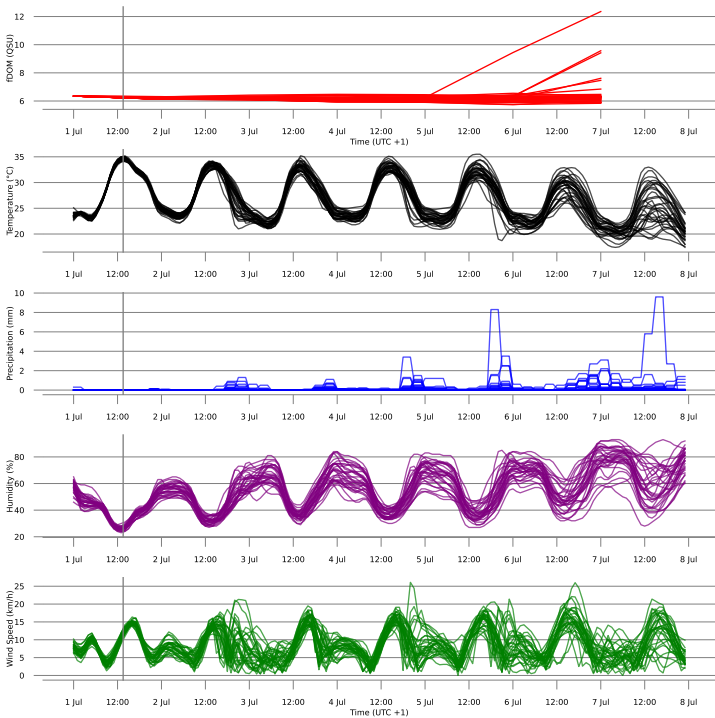 12
10
8
6
fDOM (QSU)
1 Jul 12:00 2 Jul 12:00 3 Jul 12:00 4 Jul 12:00 5 Jul 12:00 6 Jul 12:00 7 Jul 12:00 8 Jul
Time (UTC +1)
35
30
25
20
Temperature (°C)
1 Jul 12:00 2 Jul 12:00 3 Jul 12:00 4 Jul 12:00 5 Jul 12:00 6 Jul 12:00 7 Jul 12:00 8 Jul
10
8
6
4
2
0
Precipitation (mm)
1 Jul 12:00 2 Jul 12:00 3 Jul 12:00 4 Jul 12:00 5 Jul 12:00 6 Jul 12:00 7 Jul 12:00 8 Jul
80
60
40
20
Humidity (%)
1 Jul 12:00 2 Jul 12:00 3 Jul 12:00 4 Jul 12:00 5 Jul 12:00 6 Jul 12:00 7 Jul 12:00 8 Jul
25
20
15
10
5
0
Wind Speed (km/h)
1 Jul 12:00 2 Jul 12:00 3 Jul 12:00 4 Jul 12:00 5 Jul 12:00 6 Jul 12:00 7 Jul 12:00 8 Jul
Time (UTC +1)